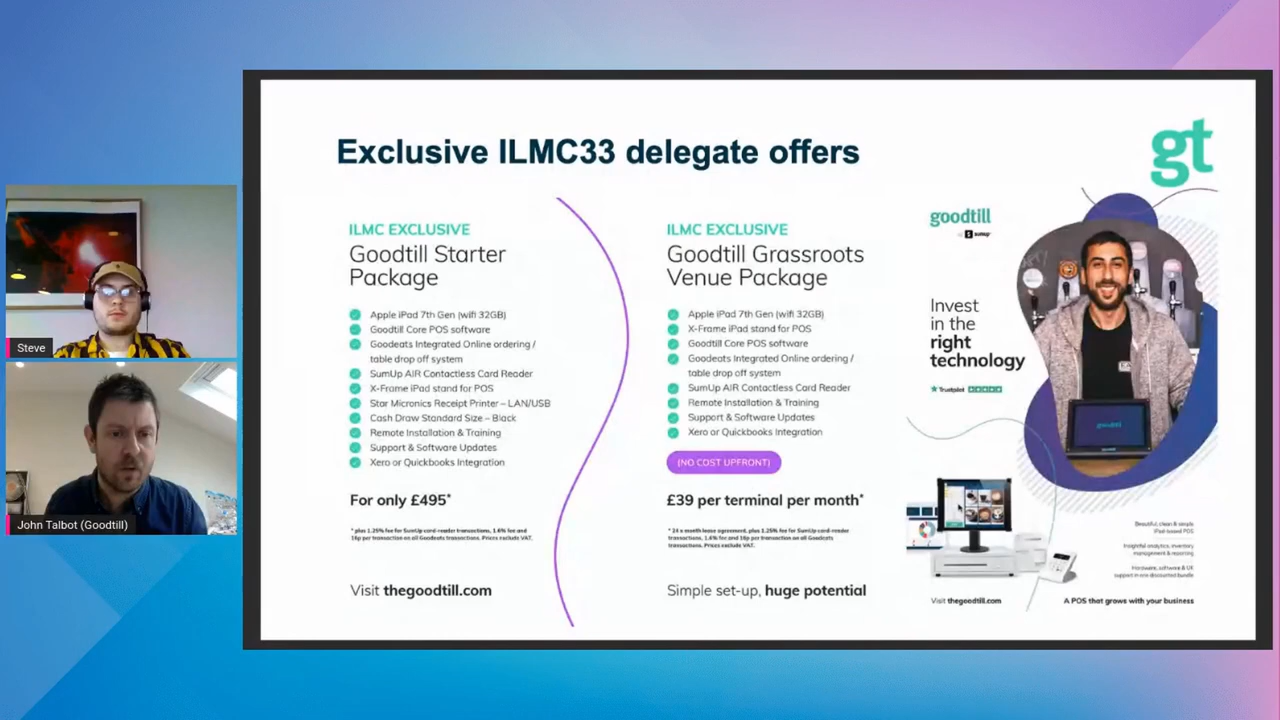 Exclusive ILMC33 delegate offers
gt
Steve
John Talbot (Goodtill)
ILMC EXCLUSIVE
Goodtill Starter
Package
Apple iPad 7th Gen (wifi 32GB)
Goodtill Core POS software
Goodeats Integrated Online ordering /
table drop off system
SumUp AIR Contactless Card Reader
X-Frame iPad stand for POS
Star Micronics Receipt Printer – LAN/USB
Cash Draw Standard Size – Black
Remote Installation & Training
Support & Software Updates
Xero or Quickbooks Integration
For only £495*
* plus 1.25% fee for SumUp card-reader transactions, 1.6% fee and
16p per transaction on all Goodeats transactions. Prices exclude VAT.
Visit thegoodtill.com
ILMC EXCLUSIVE
Goodtill Grassroots
Venue Package
Apple iPad 7th Gen (wifi 32GB)
X-Frame iPad stand for POS
Goodtill Core POS software
Goodeats Integrated Online ordering /
table drop off system
SumUp AIR Contactless Card Reader
Remote Installation & Training
Support & Software Updates
Xero or Quickbooks Integration
(NO COST UPFRONT)
£39 per terminal per month*
* 24 x month lease agreement, plus 1.25% fee for SumUp card-reader
transactions, 1.6% fee and 16p per transaction on all Goodeats
transactions. Prices exclude VAT.
Simple set-up, huge potential
goodtill
by sumup
Invest
in the
right
technology
Trustpilot
goodtill
Beautiful, clean & simple
iPad-based POS
Insightful analytics, inventory
management & reporting
Hardware, software & UK
support in one discounted bundle
Visit thegoodtill.com
A POS that grows with your business